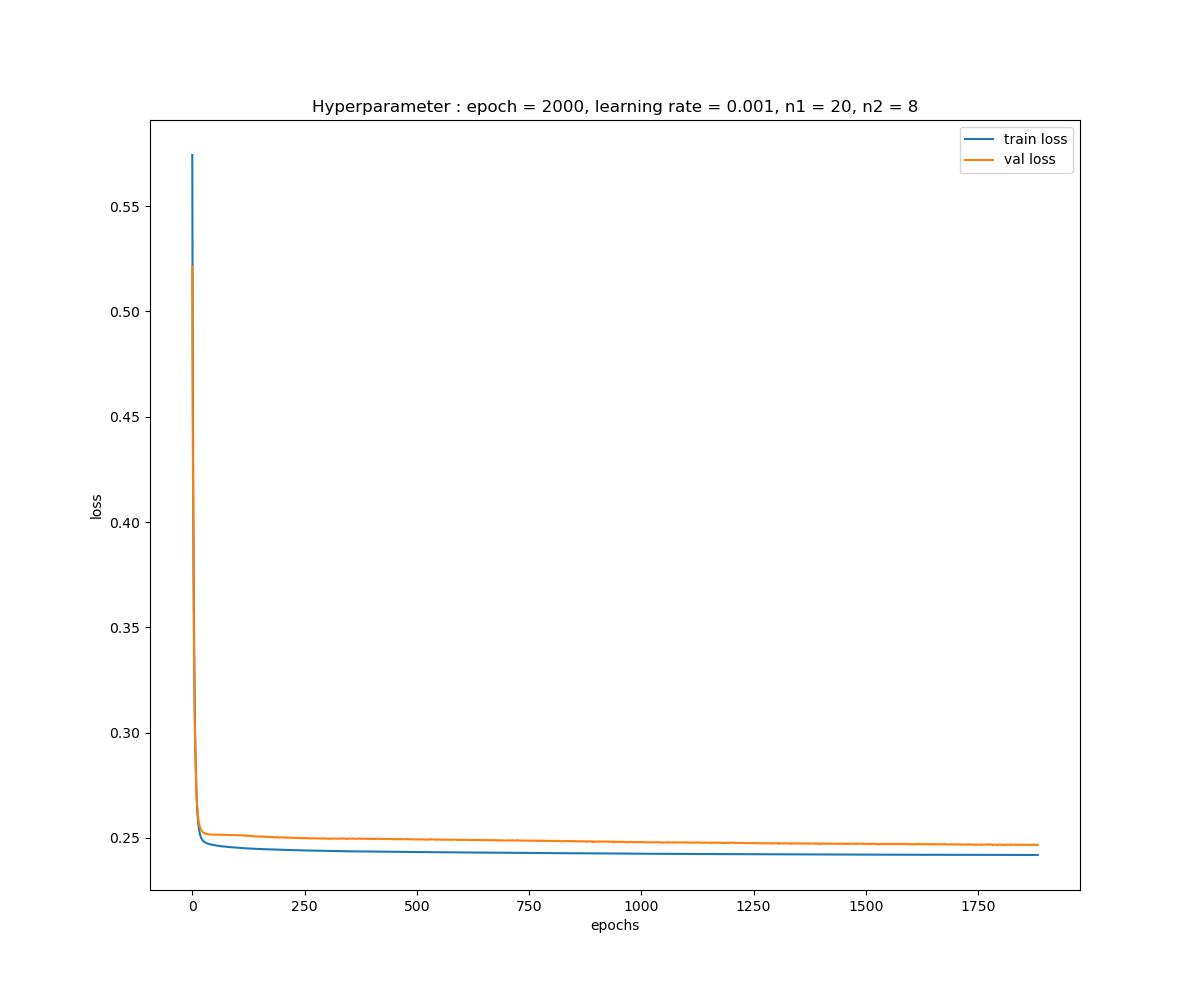 Hyperparameter : epoch = 2000, learning rate = 0.001, n1 = 20, n2 = 8
train loss
val loss
0.55
0.50
0.45
0.40
0.35
0.30
0.25
loss
0 250 500 750 1000 1250 1500 1750
epochs